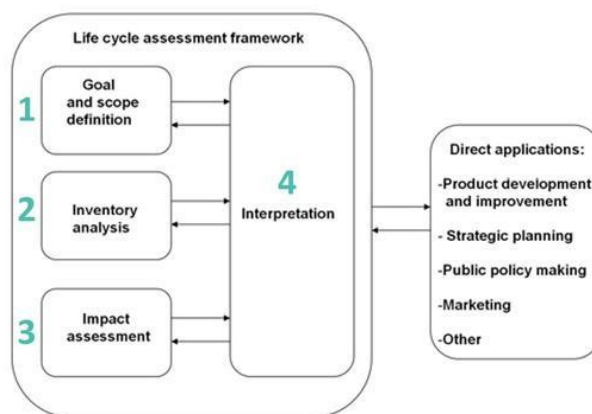 Life cycle assessment framework
1
Goal
and scope
definition
2
Inventory
analysis
3
Impact
assessment
4
Interpretation
Direct applications:
-Product development
and improvement
- Strategic planning
-Public policy making
-Marketing
-Other